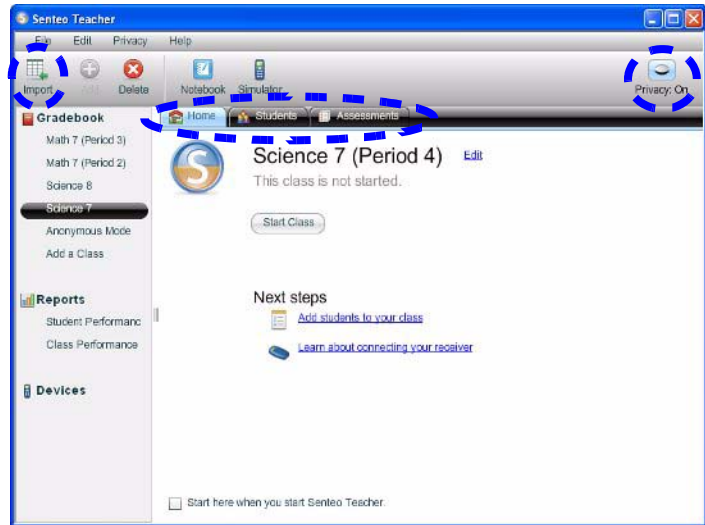 Senteo Teacher
File Edit Privacy Help
Import Add Delete Notebook Simulator Privacy: On
Gradebook
Math 7 (Period 3)
Math 7 (Period 2)
Science 8
Science 7
Anonymous Mode
Add a Class
Reports
Student Performanc
Class Performance
Devices
Home Students Assessments
Science 7 (Period 4) Edit
This class is not started.
Start Class
Next steps
Add students to your class
Learn about connecting your receiver
Start here when you start Senteo Teacher.